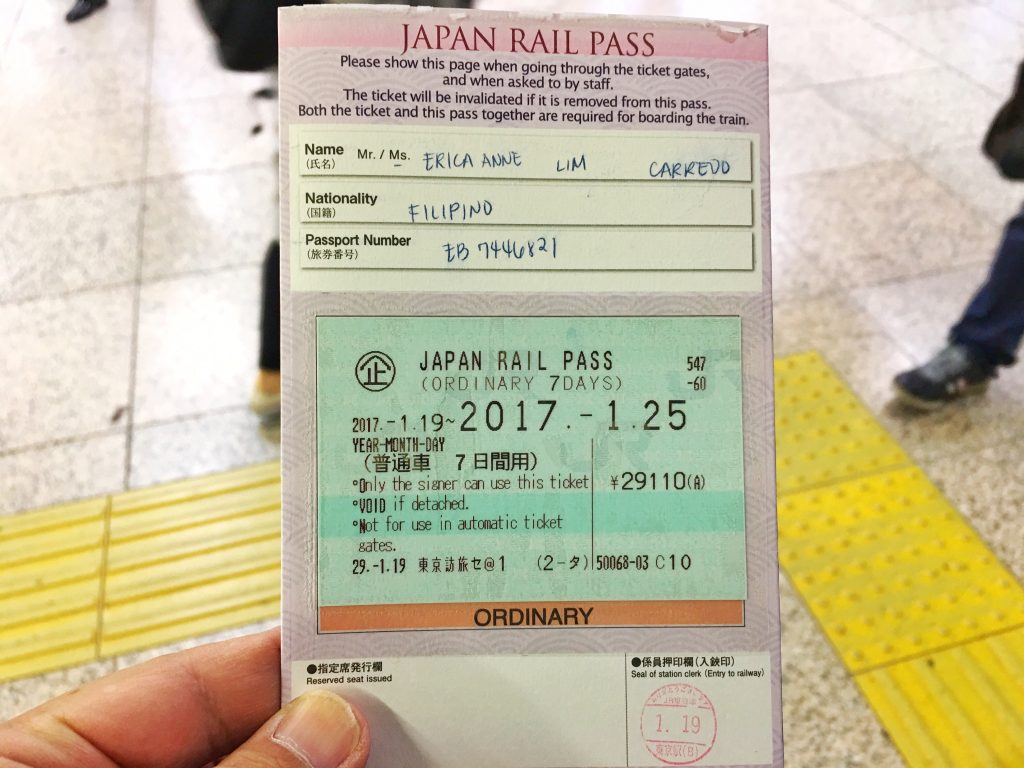 JAPAN RAIL PASS
Please show this page when going through the ticket gates,
and when asked to by staff.
The ticket will be invalidated if it is removed from this pass.
Both the ticket and this pass together are required for boarding the train.
Name Mr. / Ms. ERICA ANNE LIM CARREDO
(氏名)
Nationality
(国籍) FILIPINO
Passport Number EB 7446821
(旅券番号)
企 JAPAN RAIL PASS 547
(ORDINARY 7DAYS) -60
2017.-1.19~2017.-1.25
YEAR-MONTH-DAY
(普通車 7日間用)
°Only the signer can use this ticket ¥29110(A)
°VOID if detached.
°Not for use in automatic ticket
gates.
29.-1.19 東京訪旅セ@1 (2-タ) 50068-03 C10
ORDINARY
●指定席発行欄 ●係員押印欄(入鋏印)
Reserved seat issued Seal of station clerk (Entry to railway)
1.19